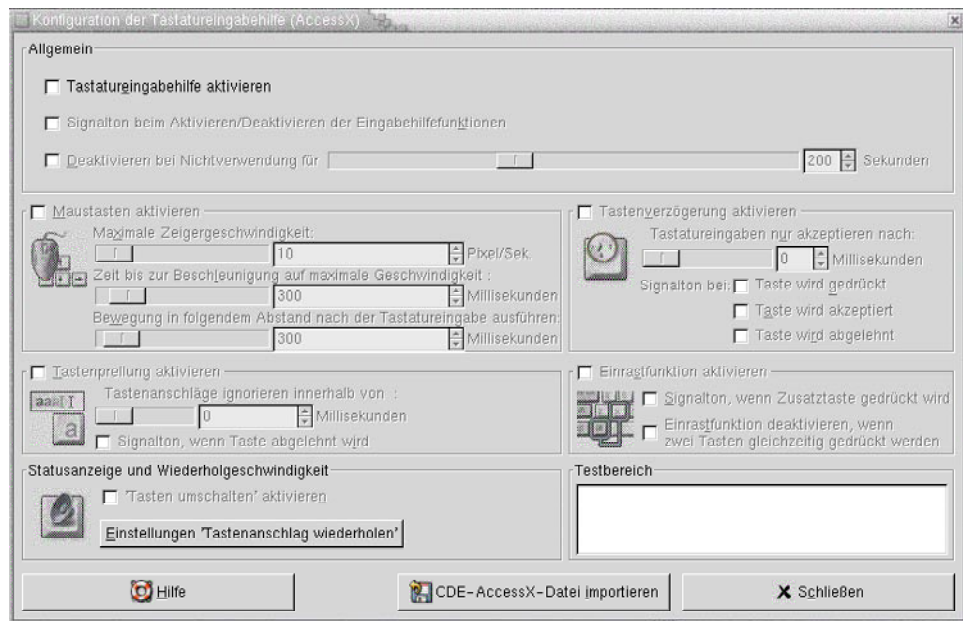 Konfiguration der Tastatureingabehilfe (AccessX)
Allgemein
Tastatureingabehilfe aktivieren
Signalton beim Aktivieren/Deaktivieren der Eingabehilfefunktionen
Deaktivieren bei Nichtverwendung für 200 Sekunden
Maustasten aktivieren
Maximale Zeigergeschwindigkeit:
10 Pixel/Sek.
Zeit bis zur Beschleunigung auf maximale Geschwindigkeit :
300 Millisekunden
Bewegung in folgendem Abstand nach der Tastatureingabe ausführen:
300 Millisekunden
Tastenverzögerung aktivieren
Tastatureingaben nur akzeptieren nach:
0 Millisekunden
Signalton bei: Taste wird gedrückt
Taste wird akzeptiert
Taste wird abgelehnt
Tastenprellung aktivieren
Tastenanschläge ignorieren innerhalb von :
aaa
a
0 Millisekunden
Signalton, wenn Taste abgelehnt wird
Einrastfunktion aktivieren
Signalton, wenn Zusatztaste gedrückt wird
Einrastfunktion deaktivieren, wenn
zwei Tasten gleichzeitig gedrückt werden
Statusanzeige und Wiederholgeschwindigkeit
'Tasten umschalten' aktivieren
Einstellungen 'Tastenanschlag wiederholen'
Testbereich
Hilfe
CDE-AccessX-Datei importieren
Schließen